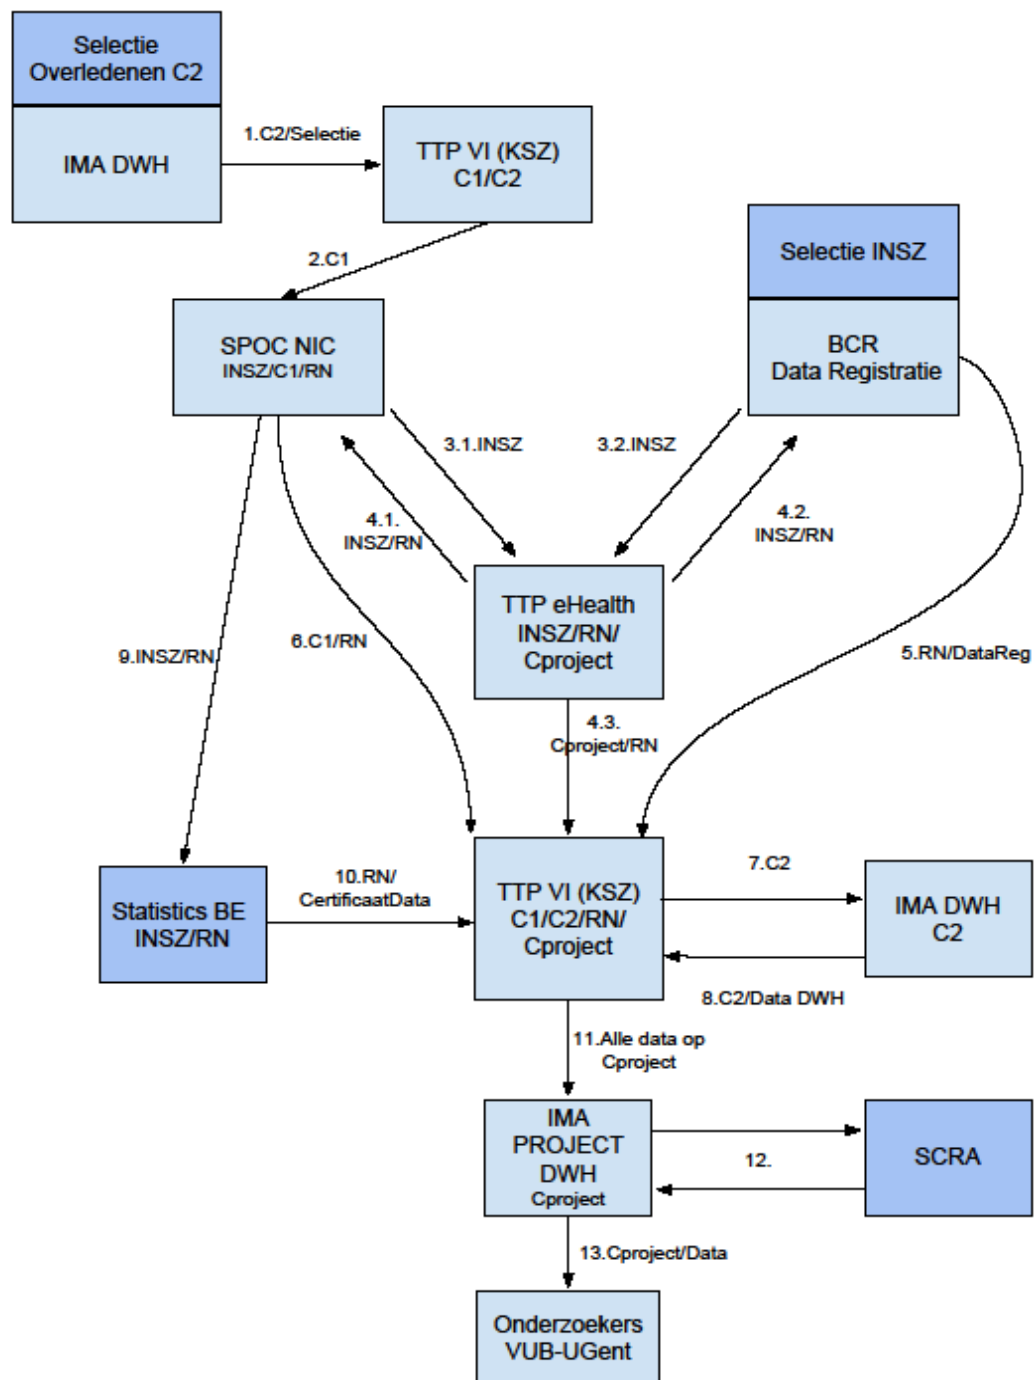 Selectie
Overledenen C2
IMA DWH
1.C2/Selectie
TTP VI (KSZ)
C1/C2
2.C1
Selectie INSZ
BCR
Data Registratie
SPOC NIC
INSZ/C1/RN
3.1.INSZ
3.2.INSZ
4.1.
INSZ/RN
4.2.
INSZ/RN
TTP eHealth
INSZ/RN/
Cproject
9.INSZ/RN
6.C1/RN
5.RN/DataReg
4.3.
Cproject/RN
Statistics BE
INSZ/RN
10.RN/
CertificaatData
TTP VI (KSZ)
C1/C2/RN/
Cproject
7.C2
IMA DWH
C2
8.C2/Data DWH
11.Alle data op
Cproject
IMA
PROJECT
DWH
Cproject
12.
SCRA
13.Cproject/Data
Onderzoekers
VUB-UGent